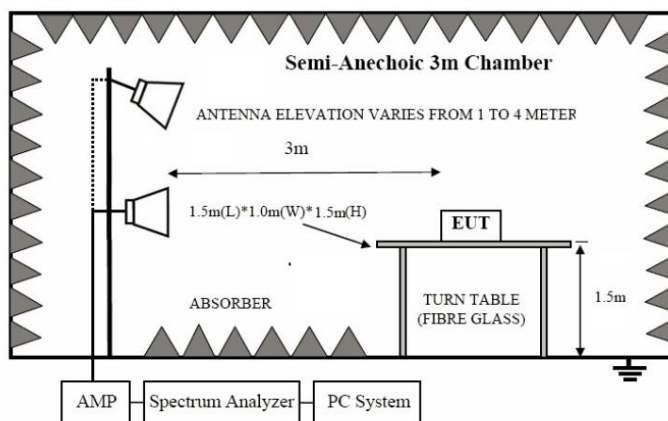 Semi-Anechoic 3m Chamber
ANTENNA ELEVATION VARIES FROM 1 TO 4 METER
3m
1.5m(L)*1.0m(W)*1.5m(H)
EUT
ABSORBER
TURN TABLE
(FIBRE GLASS)
1.5m
AMP
Spectrum Analyzer
PC System